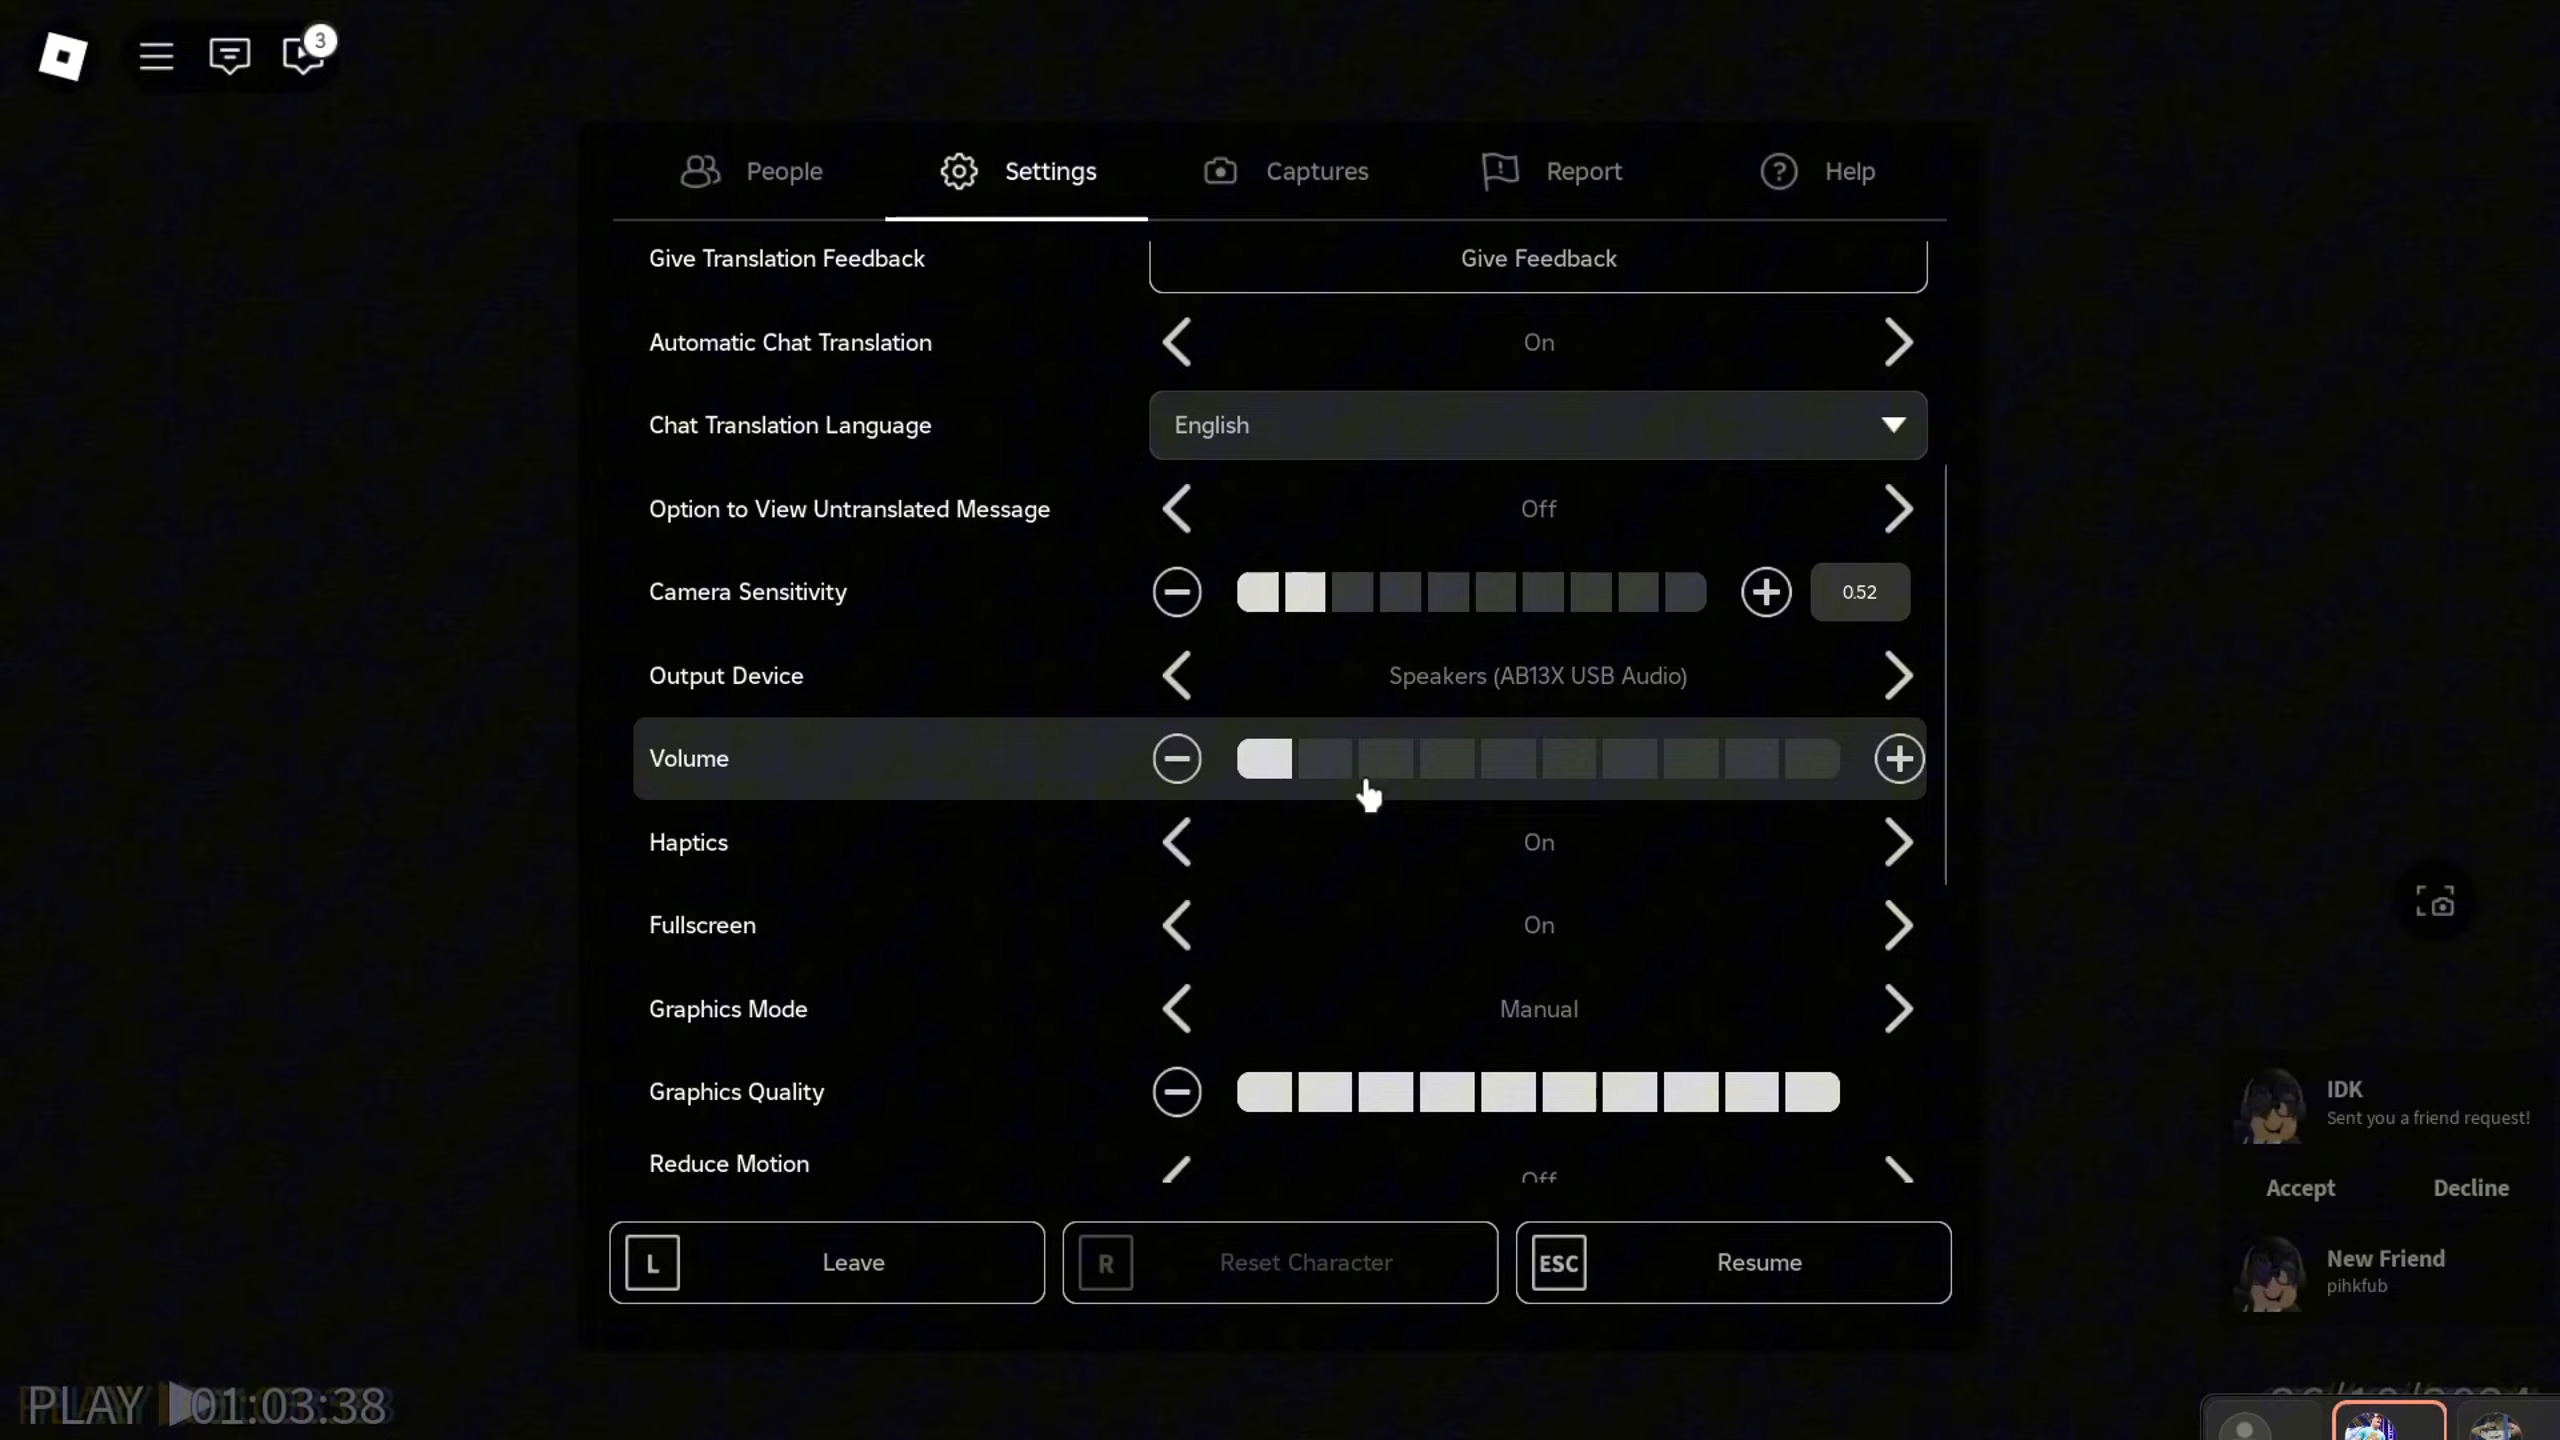 3
People
Settings
Captures
Report
Help
Give Translation Feedback
Give Feedback
Automatic Chat Translation
On
Chat Translation Language
English
Option to View Untranslated Message
Off
Camera Sensitivity
0.52
Output Device
Speakers (AB13X USB Audio)
Volume
Haptics
On
Fullscreen
On
Graphics Mode
Manual
Graphics Quality
Reduce Motion
Off
IDK
Sent you a friend request!
Accept
Decline
New Friend
pihkfub
L
Leave
R
Reset Character
ESC
Resume
PLAY 01:03:38